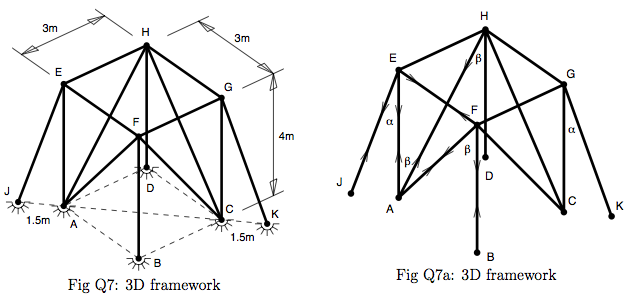 3m
H
3m
E
G
F
4m
J
D
1.5m
A
C
K
1.5m
B
Fig Q7: 3D framework
H
E
β
G
F
α
α
β
β
D
J
A
C
K
B
Fig Q7a: 3D framework